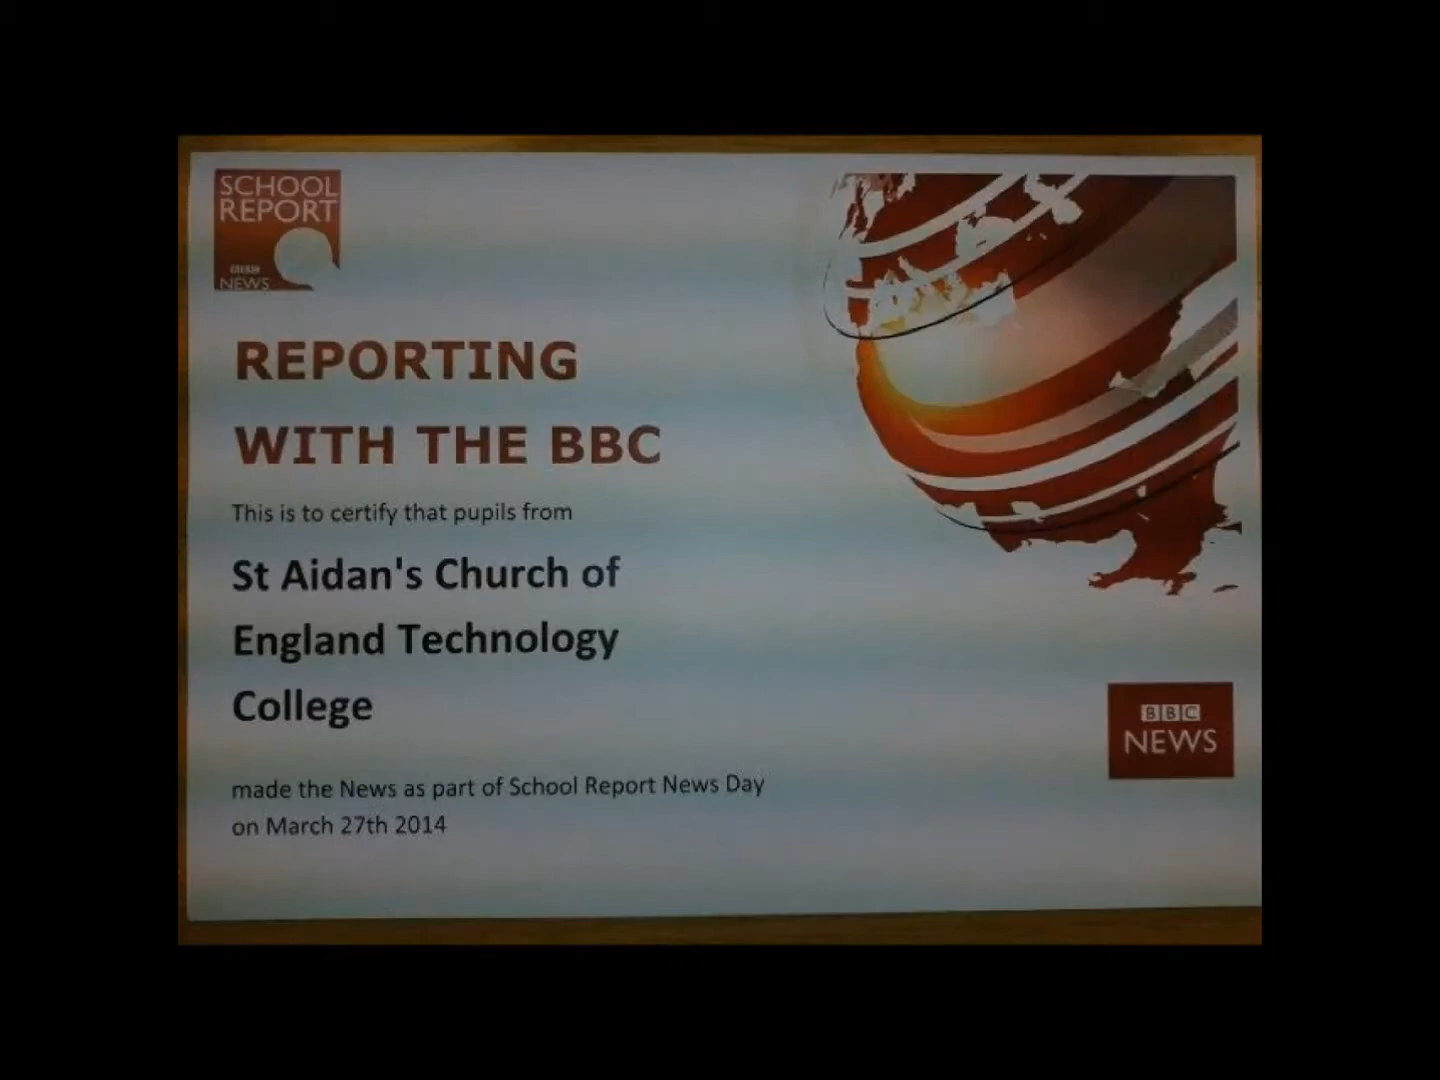 SCHOOL
REPORT
BBC
NEWS
REPORTING
WITH THE BBC
This is to certify that pupils from
St Aidan's Church of
England Technology
College
BBC
NEWS
made the News as part of School Report News Day
on March 27th 2014